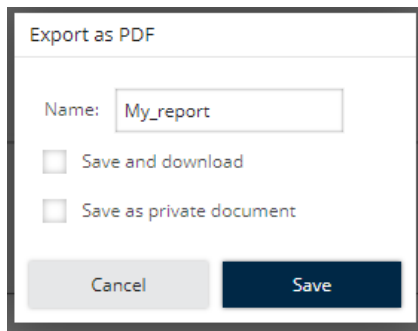 Export as PDF
Name: My_report
Save and download
Save as private document
Cancel Save